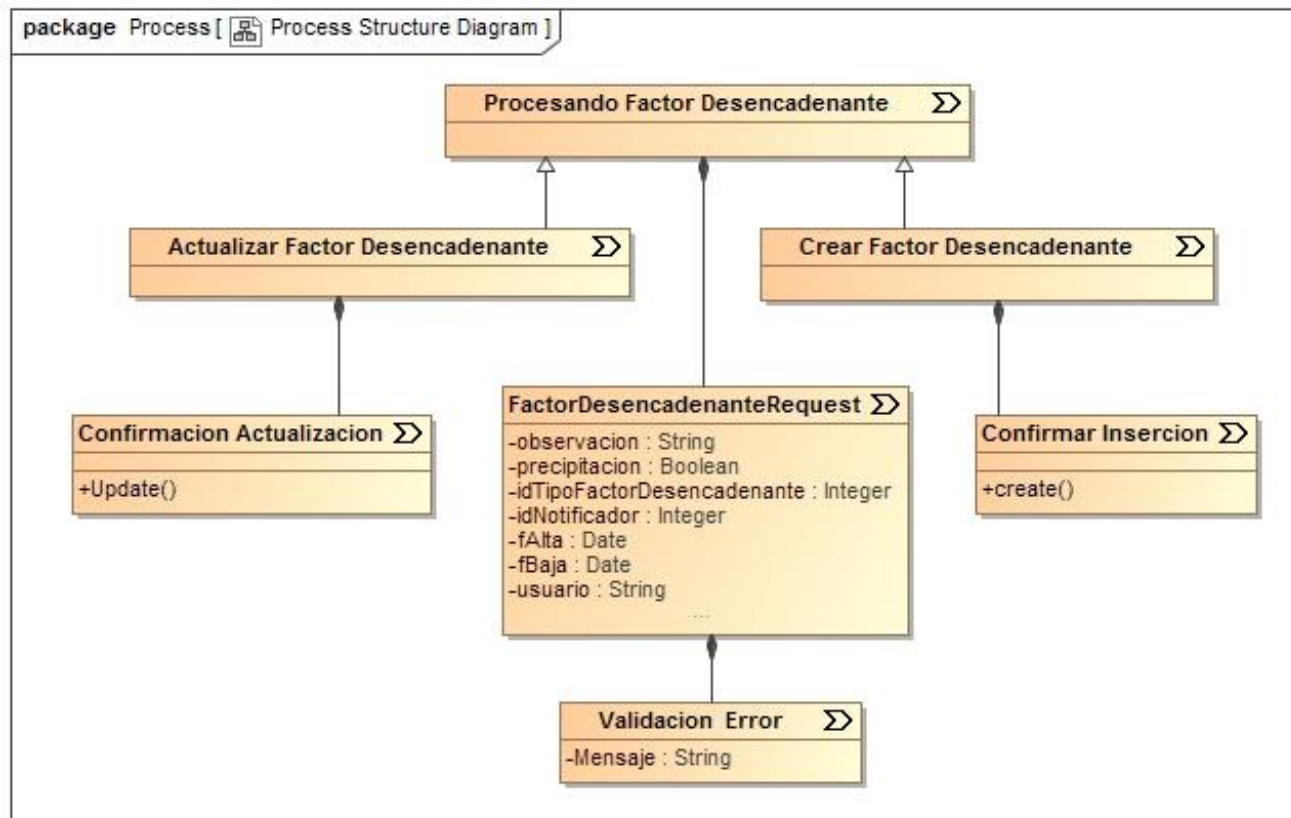 package Process [ Process Structure Diagram ]
Procesando Factor Desencadenante
Actualizar Factor Desencadenante
Crear Factor Desencadenante
Confirmacion Actualizacion
+Update()
FactorDesencadenanteRequest
-observacion : String
-precipitacion : Boolean
-idTipoFactorDesencadenante : Integer
-idNotificador : Integer
-fAlta : Date
-fBaja : Date
-usuario : String
...
Confirmar Insercion
+create()
Validacion Error
-Mensaje : String